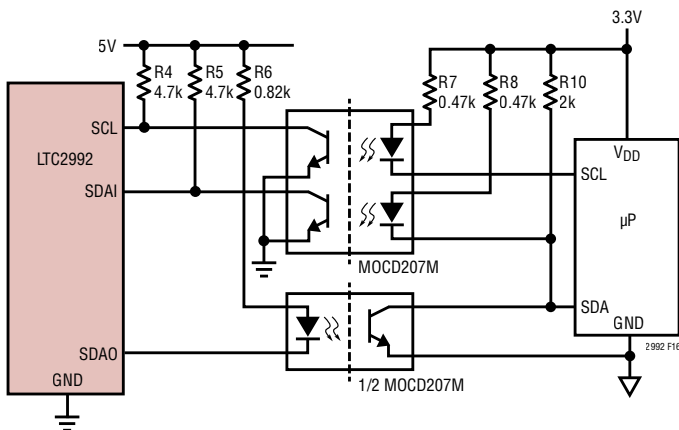 3.3V
5V
R4
4.7k
R5
4.7k
R6
0.82k
R7
0.47k
R8
0.47k
R10
2k
SCL
LTC2992
SDAI
VDD
SCL
µP
MOCD207M
SDA
GND
SDAO
GND
1/2 MOCD207M
2992 F16